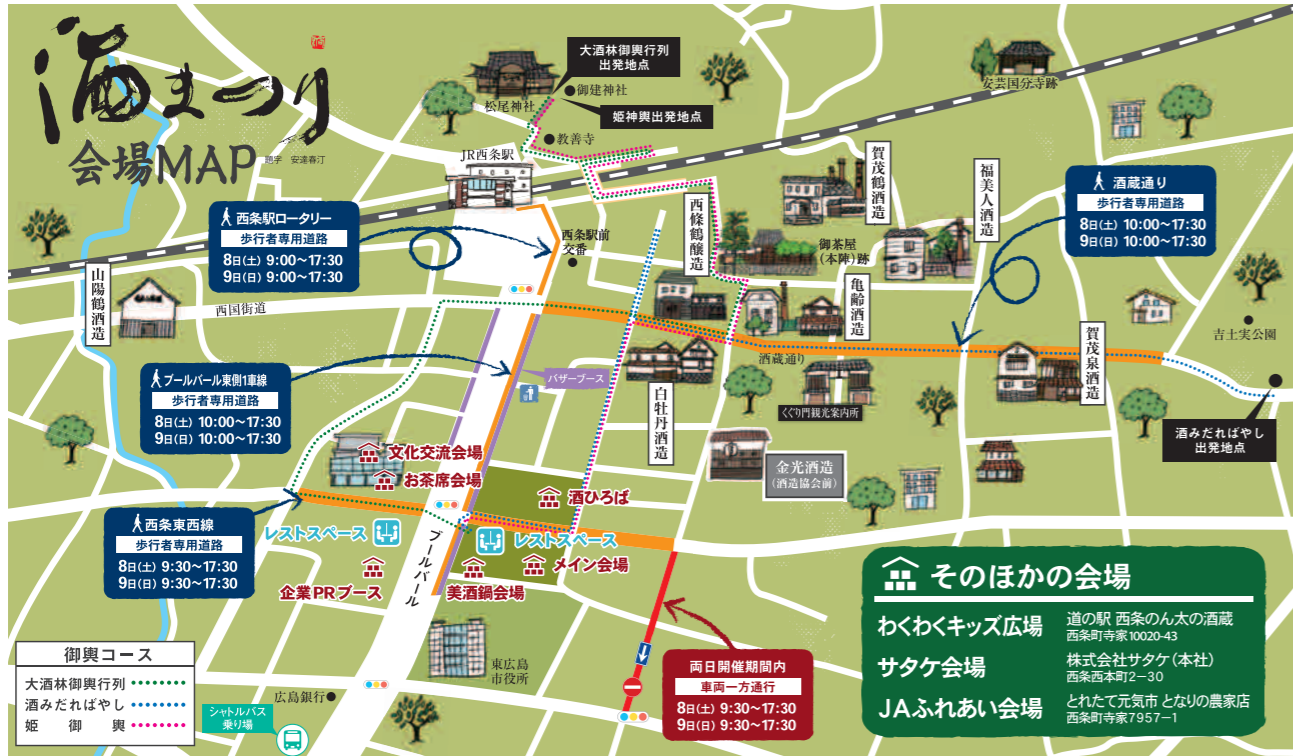 酒まつり
会場MAP
題字 安達春汀
大酒林御輿行列
出発地点
姫神輿出発地点
松尾神社
●御建神社
●教善寺
JR西条駅
安芸国分寺跡
西条駅ロータリー
歩行者専用道路
8日(土) 9:00〜17:30
9日(日) 9:00〜17:30
西条駅前
交番
西條鶴醸造
賀茂鶴酒造
御茶屋
(本陣)跡
福美人酒造
酒蔵通り
歩行者専用道路
8日(土) 10:00〜17:30
9日(日) 10:00〜17:30
山陽鶴酒造
西国街道
亀齢酒造
吉土実公園
酒蔵通り
賀茂泉酒造
プールバール東側1車線
歩行者専用道路
8日(土) 10:00〜17:30
9日(日) 10:00〜17:30
バザーブース
白牡丹酒造
くぐり門観光案内所
酒みだればやし
出発地点
文化交流会場
お茶席会場
金光酒造
(酒造協会前)
酒ひろば
西条東西線
歩行者専用道路
8日(土) 9:30〜17:30
9日(日) 9:30〜17:30
レストスペース
レストスペース
ブールバール
企業PRブース
美酒鍋会場
メイン会場
そのほかの会場
わくわくキッズ広場
道の駅 西条のん太の酒蔵
西条町寺家10020-43
サタケ会場
株式会社サタケ(本社)
西条西本町2−30
JAふれあい会場
とれたて元気市 となりの農家店
西条町寺家7957−1
東広島
市役所
両日開催期間内
車両一方通行
8日(土) 9:30〜17:30
9日(日) 9:30〜17:30
御輿コース
大酒林御輿行列
酒みだればやし
姫御輿
広島銀行●
シャトルバス
乗り場